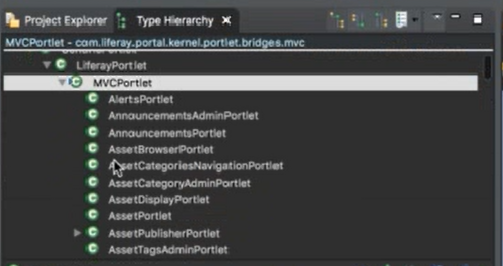 Project Explorer Type Hierarchy
MVCPortlet - com.liferay.portal.kernel.portlet.bridges.mvc
LiferayPortlet
MVCPortlet
AlertsPortlet
AnnouncementsAdminPortlet
AnnouncementsPortlet
AssetBrowserPortlet
AssetCategoriesNavigationPortlet
AssetCategoryAdminPortlet
AssetDisplayPortlet
AssetPortlet
AssetPublisherPortlet
AssetTagsAdminPortlet